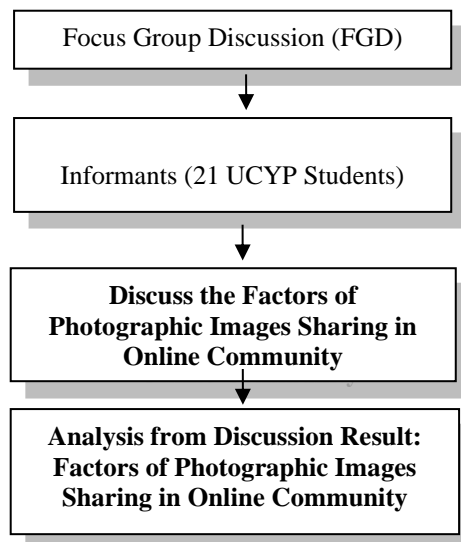 Focus Group Discussion (FGD)
Informants (21 UCYP Students)
Discuss the Factors of
Photographic Images Sharing in
Online Community
Analysis from Discussion Result:
Factors of Photographic Images
Sharing in Online Community